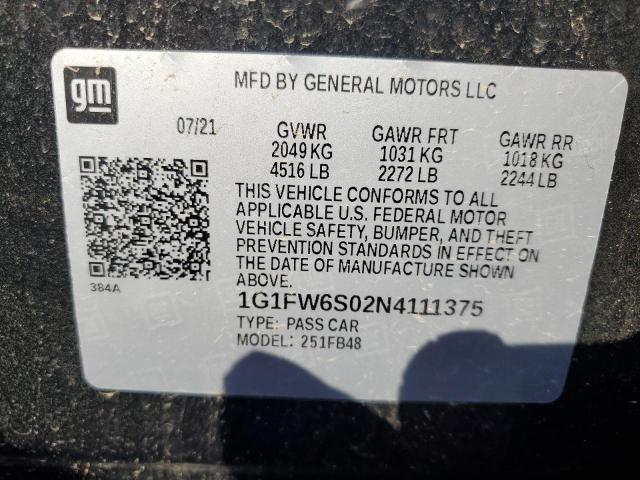 gm
MFD BY GENERAL MOTORS LLC
07/21 GVWR GAWR FRT GAWR RR
2049 KG 1031 KG 1018 KG
4516 LB 2272 LB 2244 LB
THIS VEHICLE CONFORMS TO ALL
APPLICABLE U.S. FEDERAL MOTOR
VEHICLE SAFETY, BUMPER, AND THEFT
PREVENTION STANDARDS IN EFFECT ON
THE DATE OF MANUFACTURE SHOWN
ABOVE.
384A
1G1FW6S02N4111375
TYPE: PASS CAR
MODEL: 251FB48